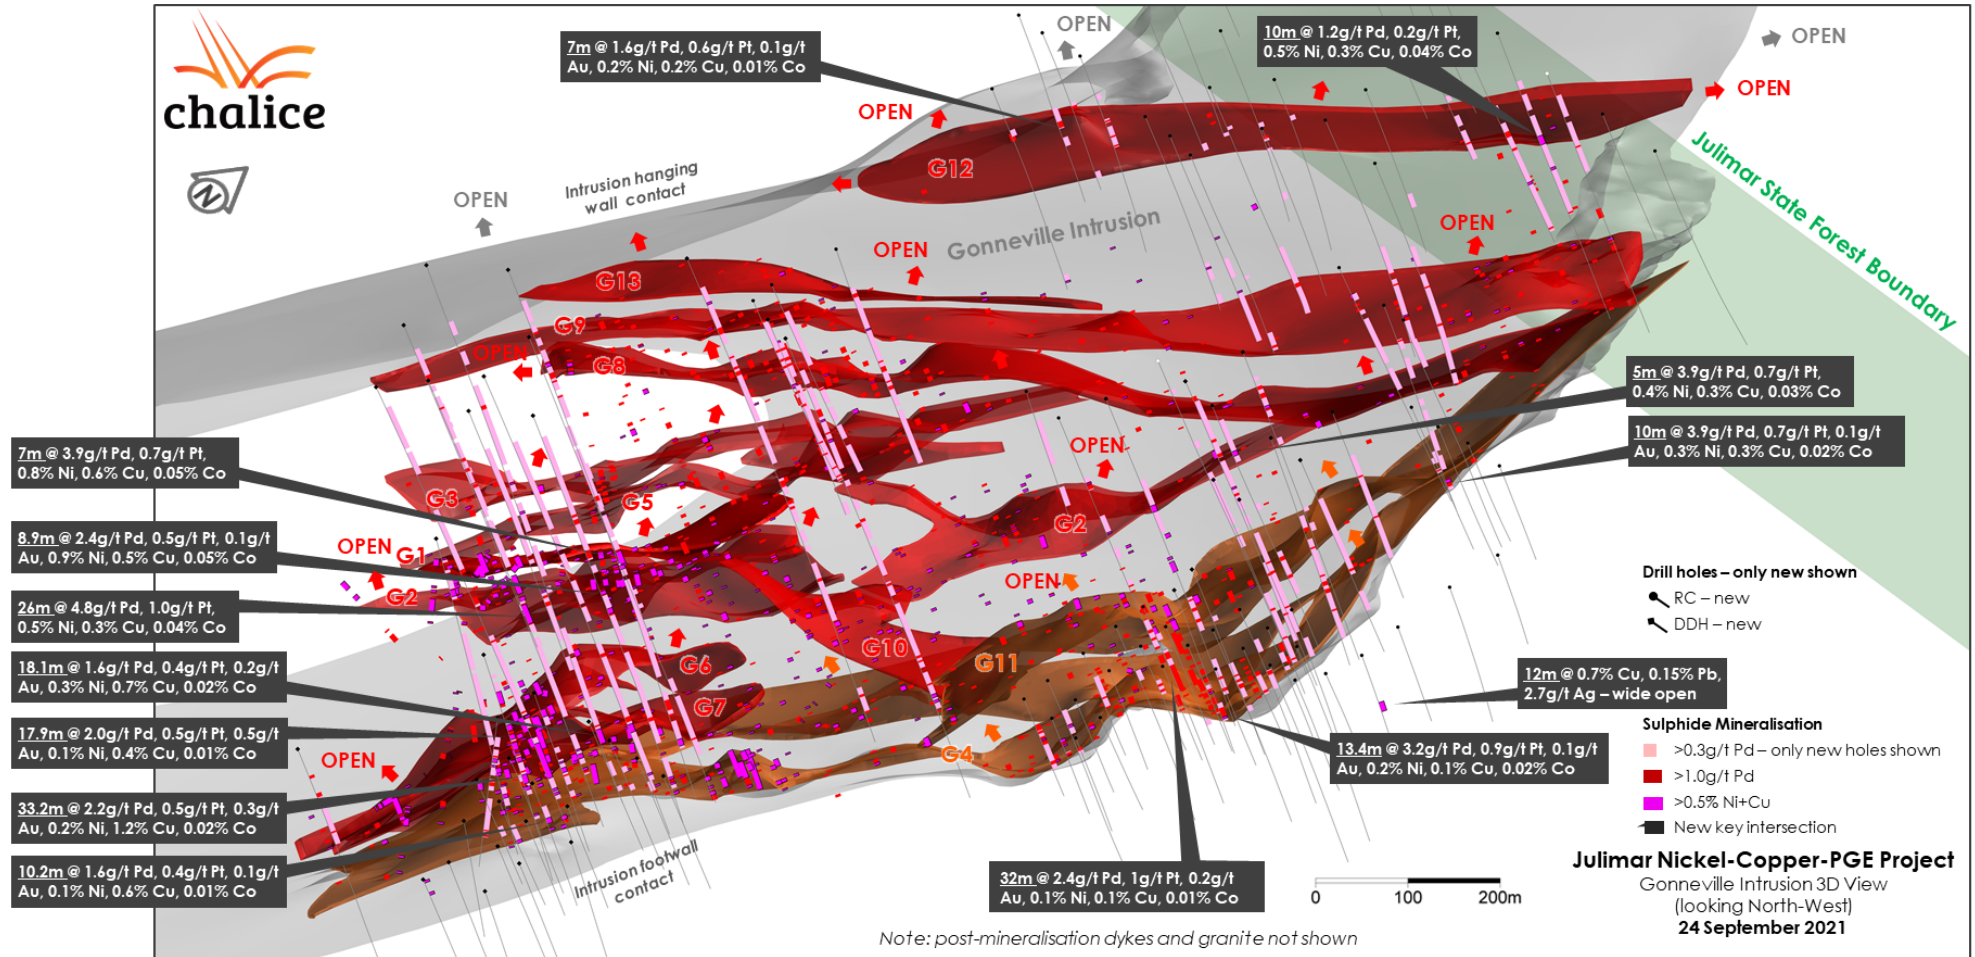 chalice
N
7m @ 1.6g/t Pd, 0.6g/t Pt, 0.1g/t
Au, 0.2% Ni, 0.2% Cu, 0.01% Co
OPEN
10m @ 1.2g/t Pd, 0.2g/t Pt,
0.5% Ni, 0.3% Cu, 0.04% Co
OPEN
OPEN
OPEN
G12
Julimar State Forest Boundary
Intrusion hanging
wall contact
OPEN
Gonneville Intrusion
OPEN
OPEN
G13
G9
OPEN
G8
5m @ 3.9g/t Pd, 0.7g/t Pt,
0.4% Ni, 0.3% Cu, 0.03% Co
10m @ 3.9g/t Pd, 0.7g/t Pt, 0.1g/t
Au, 0.3% Ni, 0.3% Cu, 0.02% Co
7m @ 3.9g/t Pd, 0.7g/t Pt,
0.8% Ni, 0.6% Cu, 0.05% Co
OPEN
G3
G5
G2
8.9m @ 2.4g/t Pd, 0.5g/t Pt, 0.1g/t
Au, 0.9% Ni, 0.5% Cu, 0.05% Co
OPEN
G1
G2
OPEN
26m @ 4.8g/t Pd, 1.0g/t Pt,
0.5% Ni, 0.3% Cu, 0.04% Co
18.1m @ 1.6g/t Pd, 0.4g/t Pt, 0.2g/t
Au, 0.3% Ni, 0.7% Cu, 0.02% Co
G6
G10
G11
G7
17.9m @ 2.0g/t Pd, 0.5g/t Pt, 0.5g/t
Au, 0.1% Ni, 0.4% Cu, 0.01% Co
OPEN
G4
33.2m @ 2.2g/t Pd, 0.5g/t Pt, 0.3g/t
Au, 0.2% Ni, 1.2% Cu, 0.02% Co
10.2m @ 1.6g/t Pd, 0.4g/t Pt, 0.1g/t
Au, 0.1% Ni, 0.6% Cu, 0.01% Co
Intrusion footwall
contact
32m @ 2.4g/t Pd, 1g/t Pt, 0.2g/t
Au, 0.1% Ni, 0.1% Cu, 0.01% Co
13.4m @ 3.2g/t Pd, 0.9g/t Pt, 0.1g/t
Au, 0.2% Ni, 0.1% Cu, 0.02% Co
12m @ 0.7% Cu, 0.15% Pb,
2.7g/t Ag – wide open
Drill holes – only new shown
RC – new
DDH – new
Sulphide Mineralisation
>0.3g/t Pd – only new holes shown
>1.0g/t Pd
>0.5% Ni+Cu
New key intersection
0 100 200m
Julimar Nickel-Copper-PGE Project
Gonneville Intrusion 3D View
(looking North-West)
24 September 2021
Note: post-mineralisation dykes and granite not shown